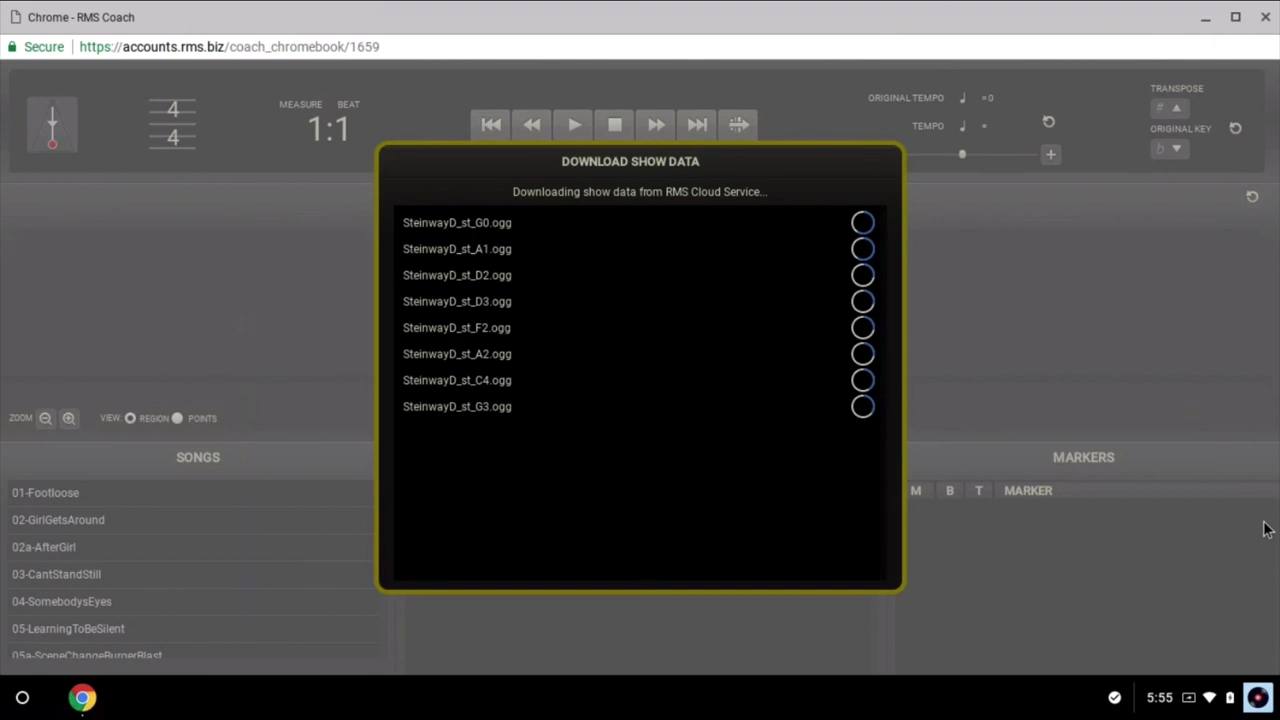 Chrome - RMS Coach
Secure https://accounts.rms.biz/coach_chromebook/1659
4
4
MEASURE BEAT
1:1
ORIGINAL TEMPO ♩ =0
TEMPO ♩ =
TRANSPOSE
#
ORIGINAL KEY
b
DOWNLOAD SHOW DATA
Downloading show data from RMS Cloud Service...
SteinwayD_st_G0.ogg
SteinwayD_st_A1.ogg
SteinwayD_st_D2.ogg
SteinwayD_st_D3.ogg
SteinwayD_st_F2.ogg
SteinwayD_st_A2.ogg
SteinwayD_st_C4.ogg
SteinwayD_st_G3.ogg
ZOOM VIEW: REGION POINTS
SONGS
01-Footloose
02-GirlGetsAround
02a-AfterGirl
03-CantStandStill
04-SomebodysEyes
05-LearningToBeSilent
05a-SceneChangeBurgerBlast
MARKERS
M B T MARKER
5:55